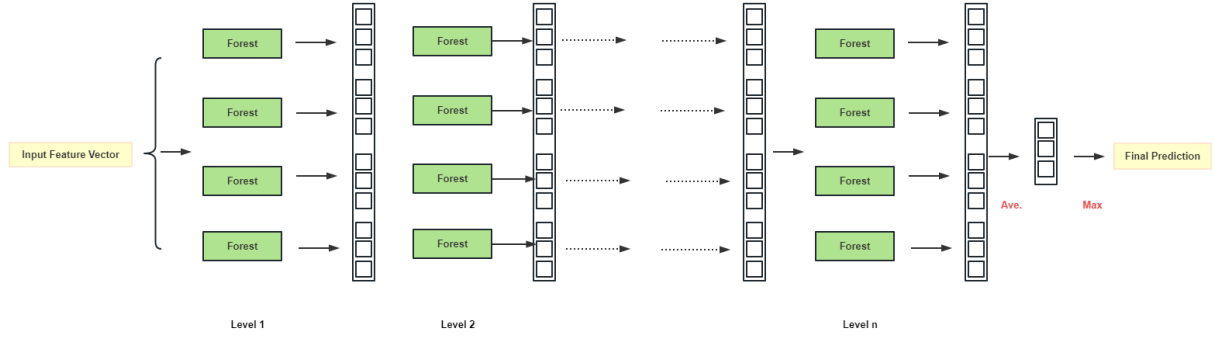 Forest
Forest
Forest
Forest
Forest
Forest
Input Feature Vector
Final Prediction
Forest
Forest
Forest
Ave.
Max
Forest
Forest
Forest
Level 1
Level 2
Level n